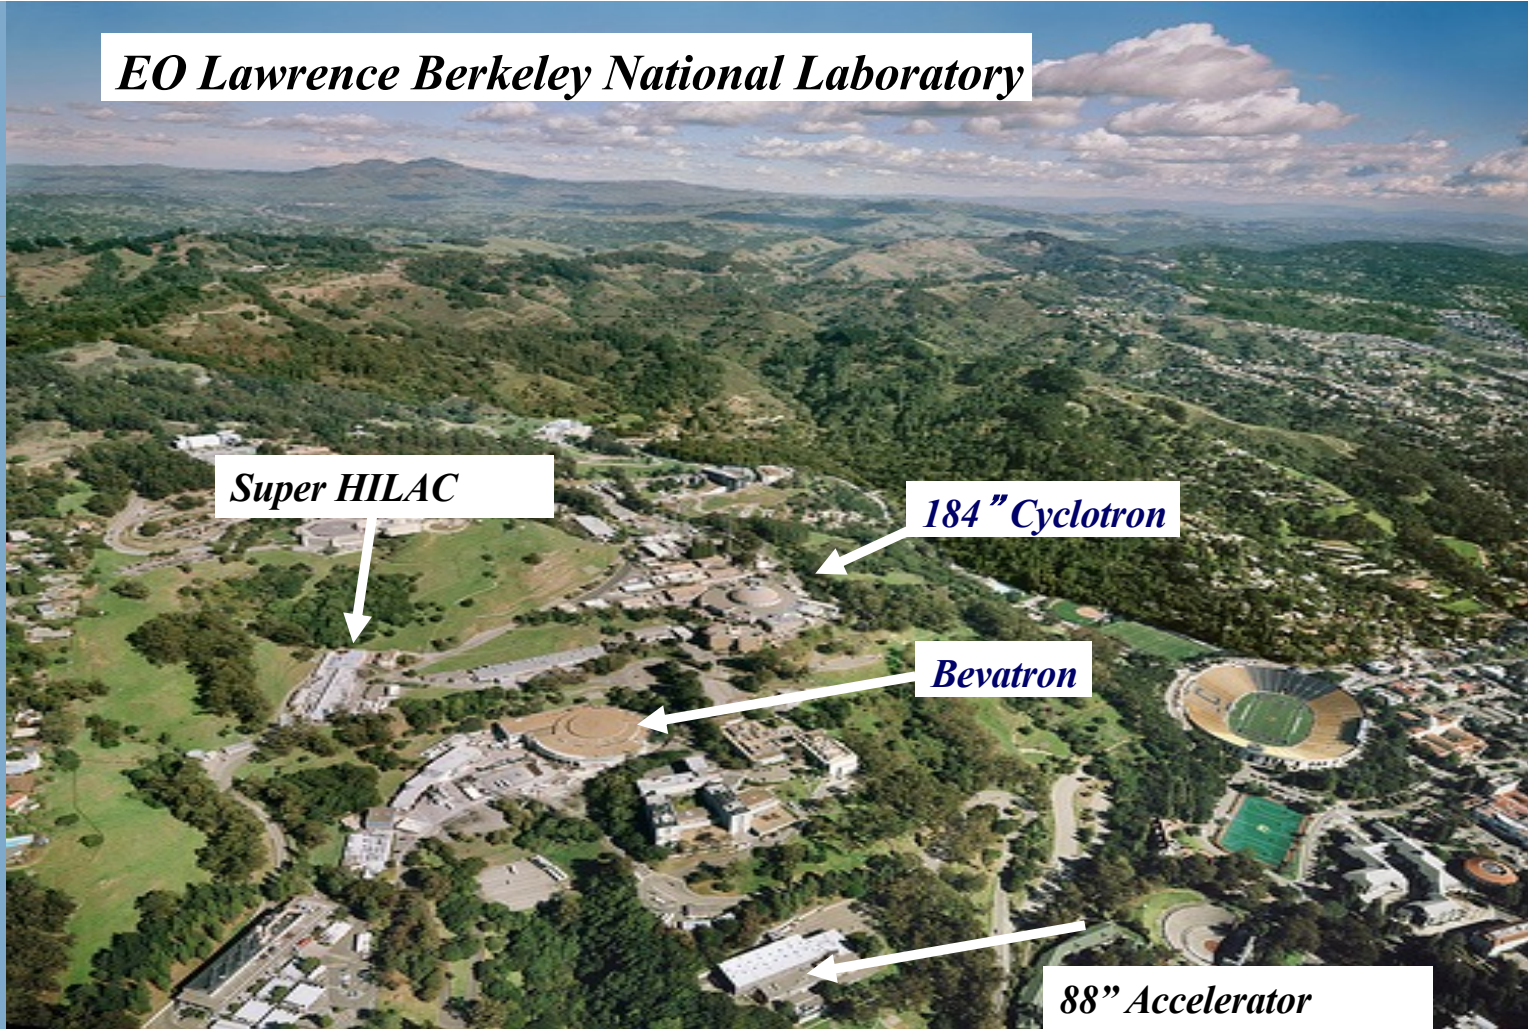 EO Lawrence Berkeley National Laboratory
Super HILAC
184”Cyclotron
Bevatron
88” Accelerator